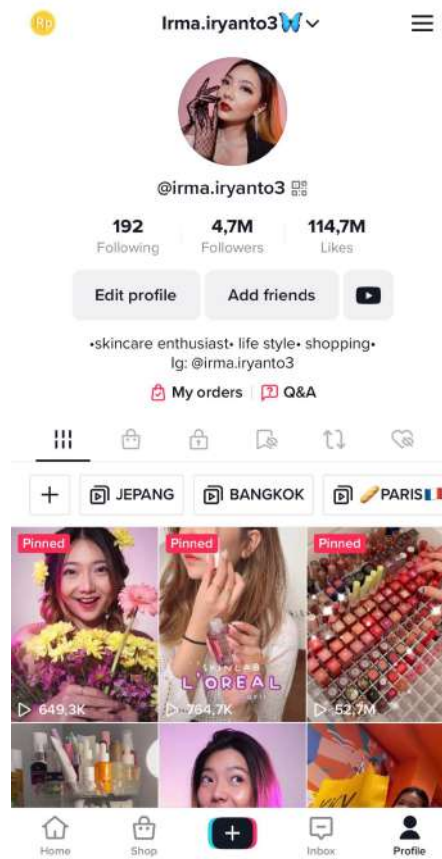 Rp
Irma.iryanto3🦋
@irma.iryanto3
192 4,7M 114,7M
Following Followers Likes
Edit profile Add friends
•skincare enthusiast• life style• shopping•
Ig: @irma.iryanto3
My orders Q&A
+ JEPANG BANGKOK 🥖PARIS🇫🇷
Pinned Pinned Pinned
SKINLAB
L'OREAL
649,3K 764,7K 52,7M
Home Shop Inbox Profile